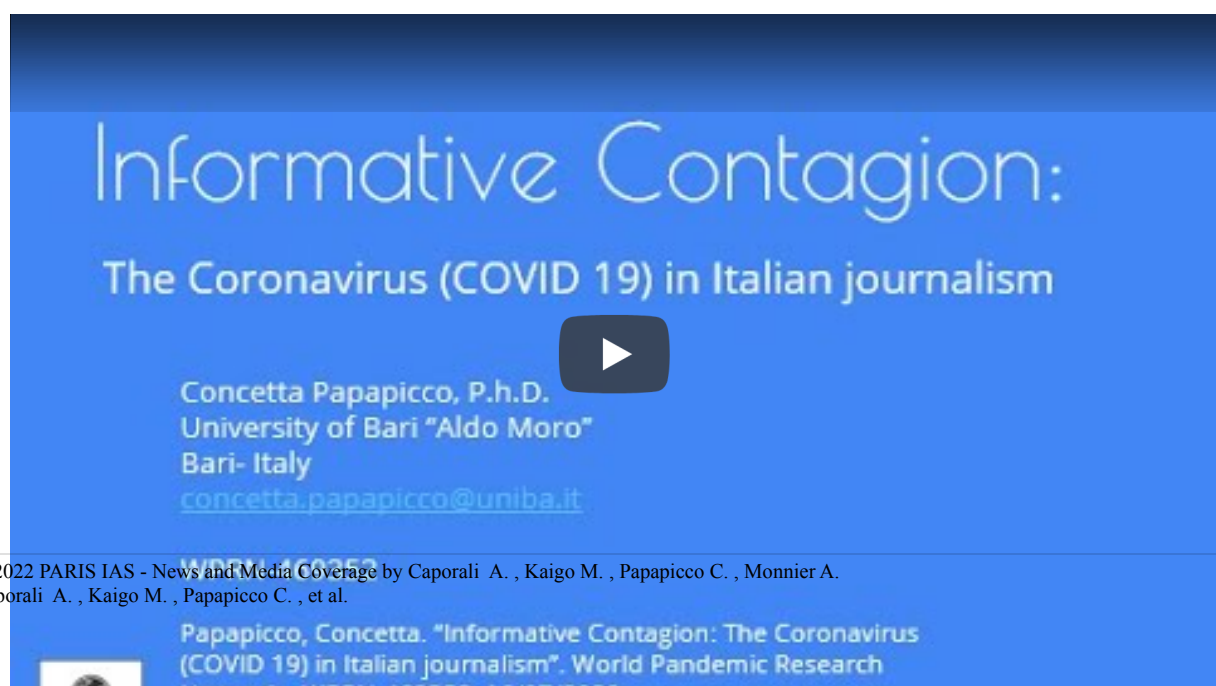 Informative Contagion:
The Coronavirus (COVID 19) in Italian journalism
Concetta Papapicco, P.h.D.
University of Bari “Aldo Moro”
Bari- Italy
concetta.papapicco@uniba.it
2022 PARIS IAS - News and Media Coverage by Caporali A. , Kaigo M. , Papapicco C. , Monnier A.
porali A. , Kaigo M. , Papapicco C. , et al.
Papapicco, Concetta. “Informative Contagion: The Coronavirus
(COVID 19) in Italian journalism”. World Pandemic Research